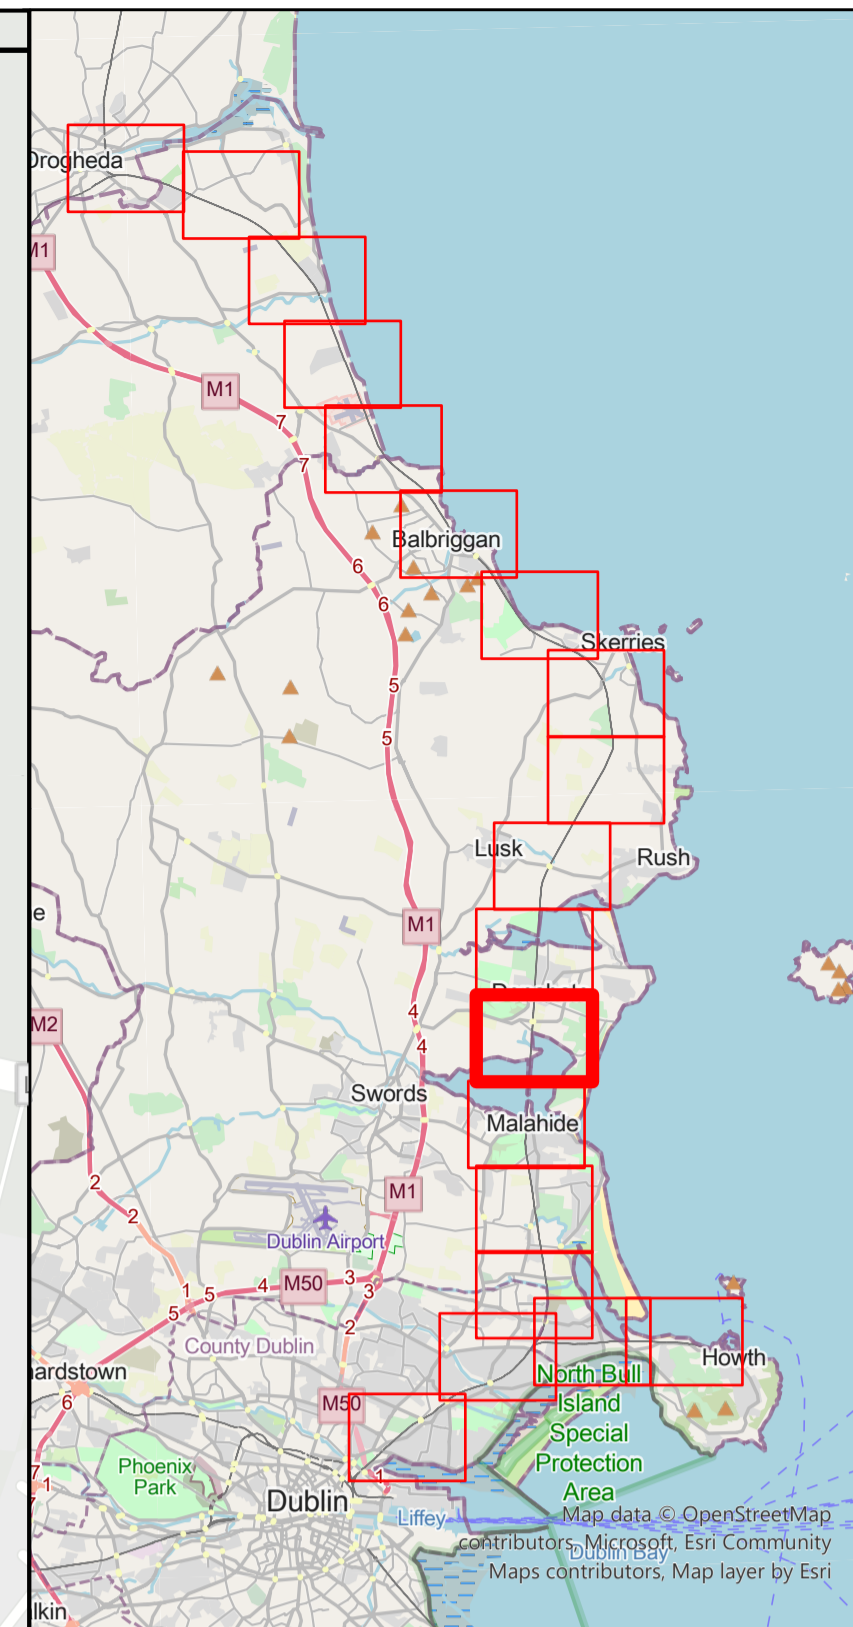 Drogheda
M1
M1
7
7
Balbriggan
6
6
Skerries
5
5
Lusk
Rush
M1
e
4
M2
4
Swords
Malahide
2
M1
2
Dublin Airport
1
5
4
M50
3
3
5
2
County Dublin
ardstown
Howth
6
M50
North Bull
Island
Special
Protection
Area
Phoenix
Park
7
1
1
Dublin
Liffey
Map data © OpenStreetMap
contributors, Microsoft, Esri Community
Dublin Bay
Maps contributors, Map layer by Esri
lkin